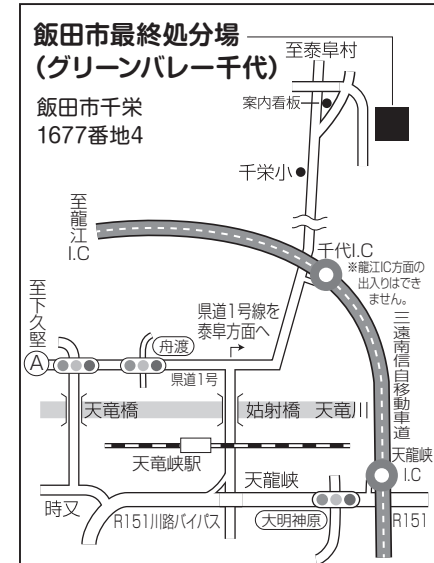 飯田市最終処分場
（グリーンバレー千代）
飯田市千栄
1677番地4
至泰阜村
案内看板
千栄小
至龍江
I.C
千代I.C
※龍江IC方面の
出入りはでき
ません。
至下久堅
県道1号線を
泰阜方面へ
三遠南信自移動車道
A
舟渡
県道1号
天竜橋
姑射橋
天竜川
天竜峡駅
天龍峡
I.C
天龍峡
時又
R151川路バイパス
大明神原
R151